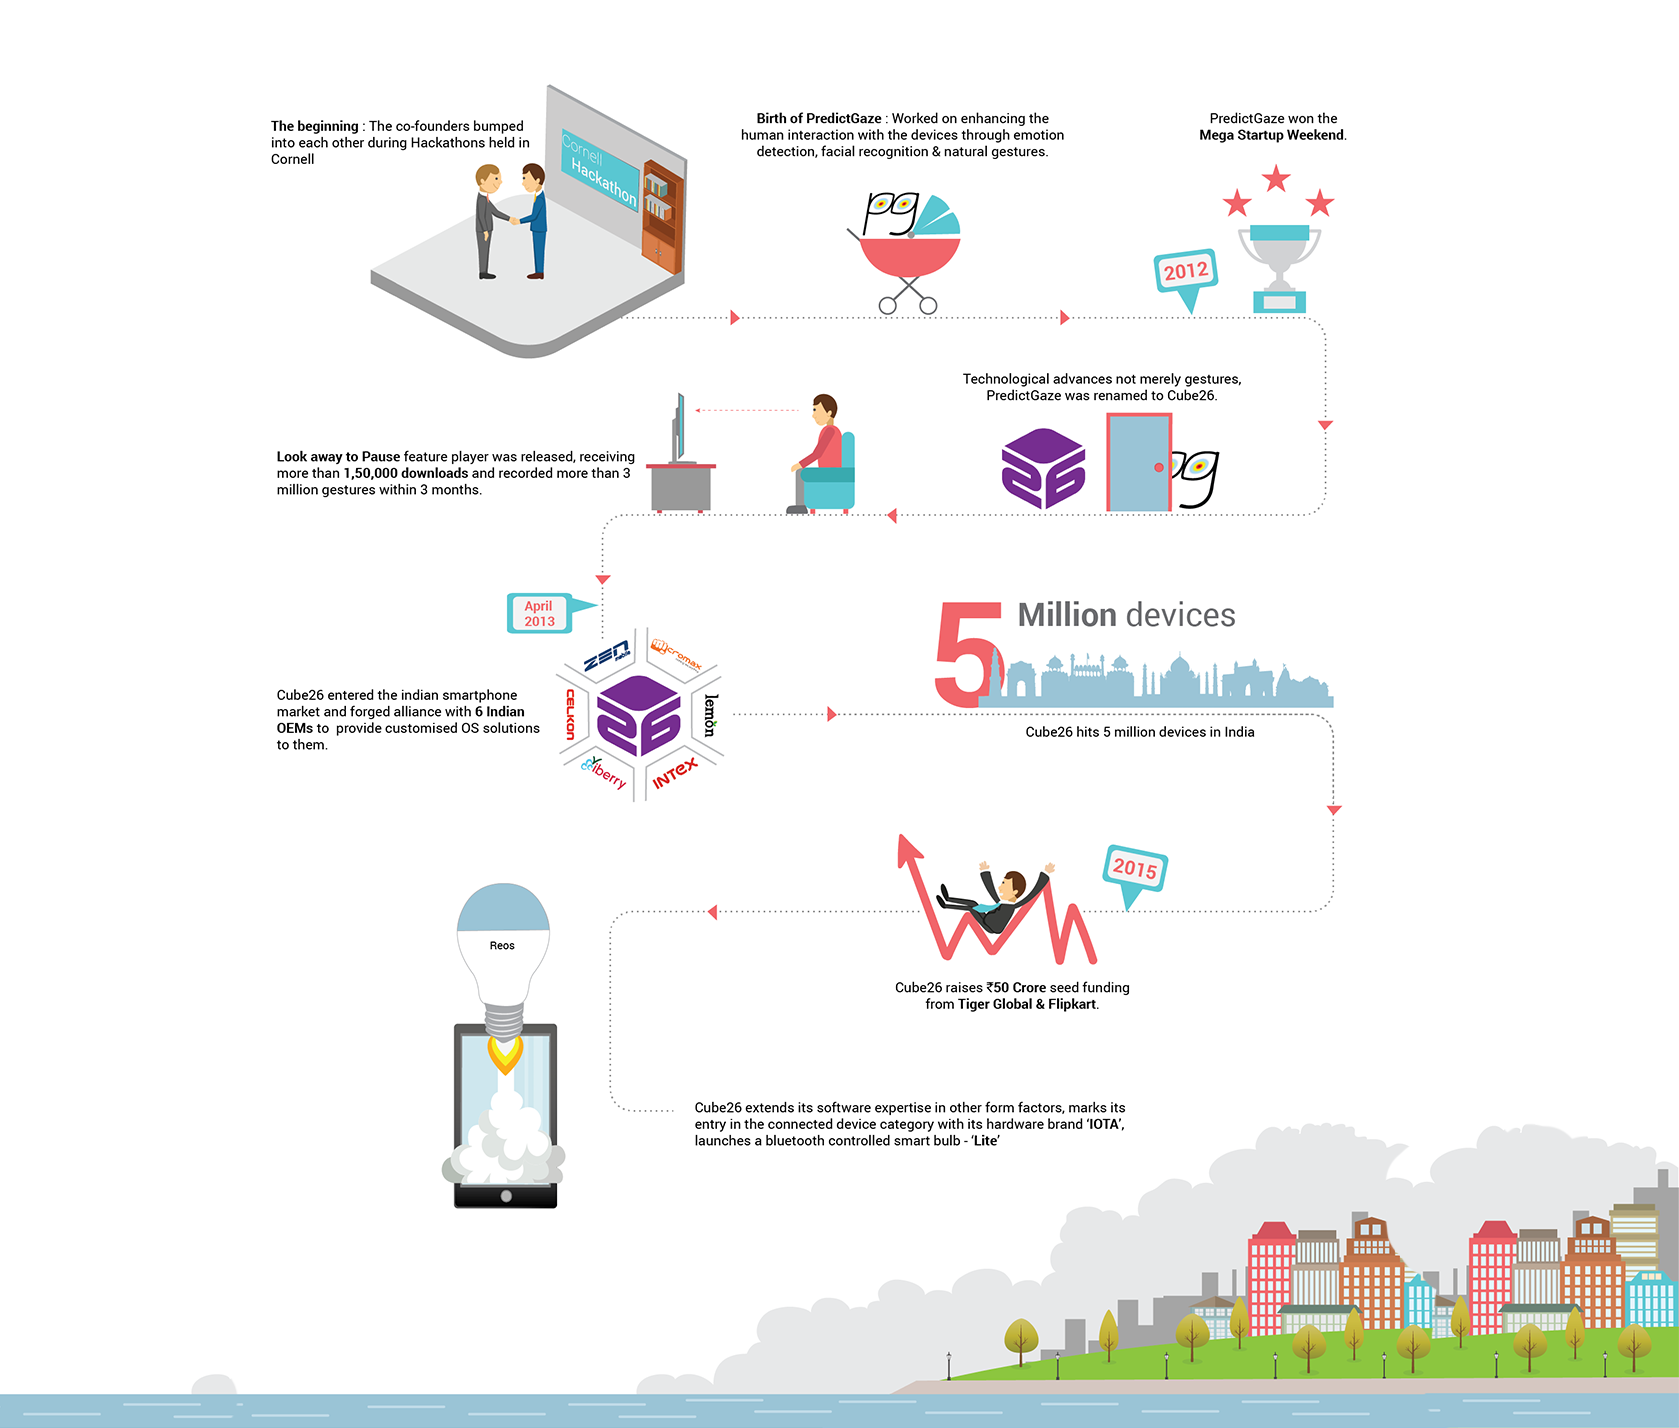 The beginning : The co-founders bumped
into each other during Hackathons held in
Cornell
Cornell
Hackathon
Birth of PredictGaze : Worked on enhancing the
human interaction with the devices through emotion
detection, facial recognition & natural gestures.
pg
PredictGaze won the
Mega Startup Weekend.
2012
Technological advances not merely gestures,
PredictGaze was renamed to Cube26.
26
pg
Look away to Pause feature player was released, receiving
more than 1,50,000 downloads and recorded more than 3
million gestures within 3 months.
April
2013
Cube26 entered the indian smartphone
market and forged alliance with 6 Indian
OEMs to provide customised OS solutions
to them.
ZEN
mobile
micromax
CELKON
26
lemon
iberry
INTEX
5 Million devices
Cube26 hits 5 million devices in India
2015
Cube26 raises ₹50 Crore seed funding
from Tiger Global & Flipkart.
Reos
Cube26 extends its software expertise in other form factors, marks its
entry in the connected device category with its hardware brand ‘IOTA’,
launches a bluetooth controlled smart bulb - ‘Lite’